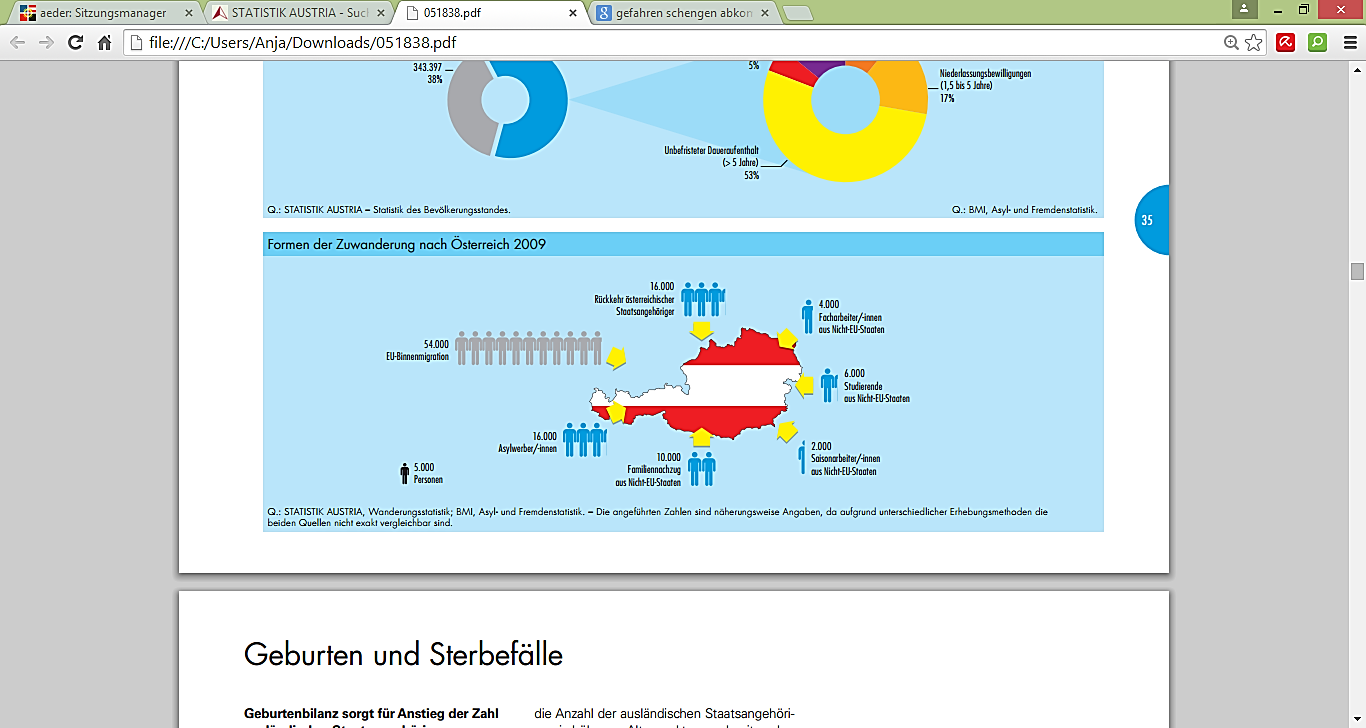 aeder: Sitzungsmanager
STATISTIK AUSTRIA - Suc
051838.pdf
gefahren schengen abkon
file:///C:/Users/Anja/Downloads/051838.pdf
343.397
38%
5%
Niederlassungsbewilligungen
(1,5 bis 5 Jahre)
17%
Unbefristeter Daueraufenthalt
(> 5 Jahre)
53%
Q.: STATISTIK AUSTRIA – Statistik des Bevölkerungsstandes.
Q.: BMI, Asyl- und Fremdenstatistik.
35
Formen der Zuwanderung nach Österreich 2009
16.000
Rückkehr österreichischer
Staatsangehöriger
4.000
Facharbeiter/-innen
aus Nicht-EU-Staaten
54.000
EU-Binnenmigration
6.000
Studierende
aus Nicht-EU-Staaten
16.000
Asylwerber/-innen
2.000
Saisonarbeiter/-innen
aus Nicht-EU-Staaten
10.000
Familiennachzug
aus Nicht-EU-Staaten
5.000
Personen
Q.: STATISTIK AUSTRIA, Wanderungsstatistik; BMI, Asyl- und Fremdenstatistik. – Die angeführten Zahlen sind näherungsweise Angaben, da aufgrund unterschiedlicher Erhebungsmethoden die
beiden Quellen nicht exakt vergleichbar sind.
Geburten und Sterbefälle
Geburtenbilanz sorgt für Anstieg der Zahl
die Anzahl der ausländischen Staatsangehöri-